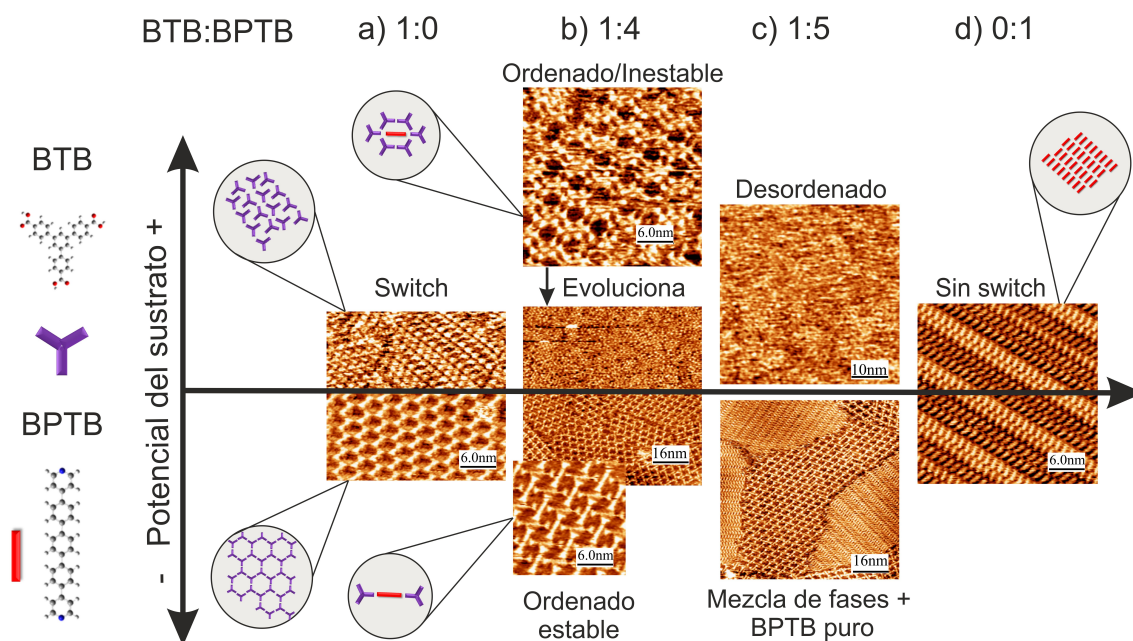 BTB:BPTB
a) 1:0
b) 1:4
c) 1:5
d) 0:1
Ordenado/Inestable
6.0nm
BTB
Potencial del sustrato +
-
Desordenado
10nm
Switch
Evoluciona
Sin switch
6.0nm
16nm
6.0nm
BPTB
6.0nm
16nm
Ordenado
estable
Mezcla de fases +
BPTB puro